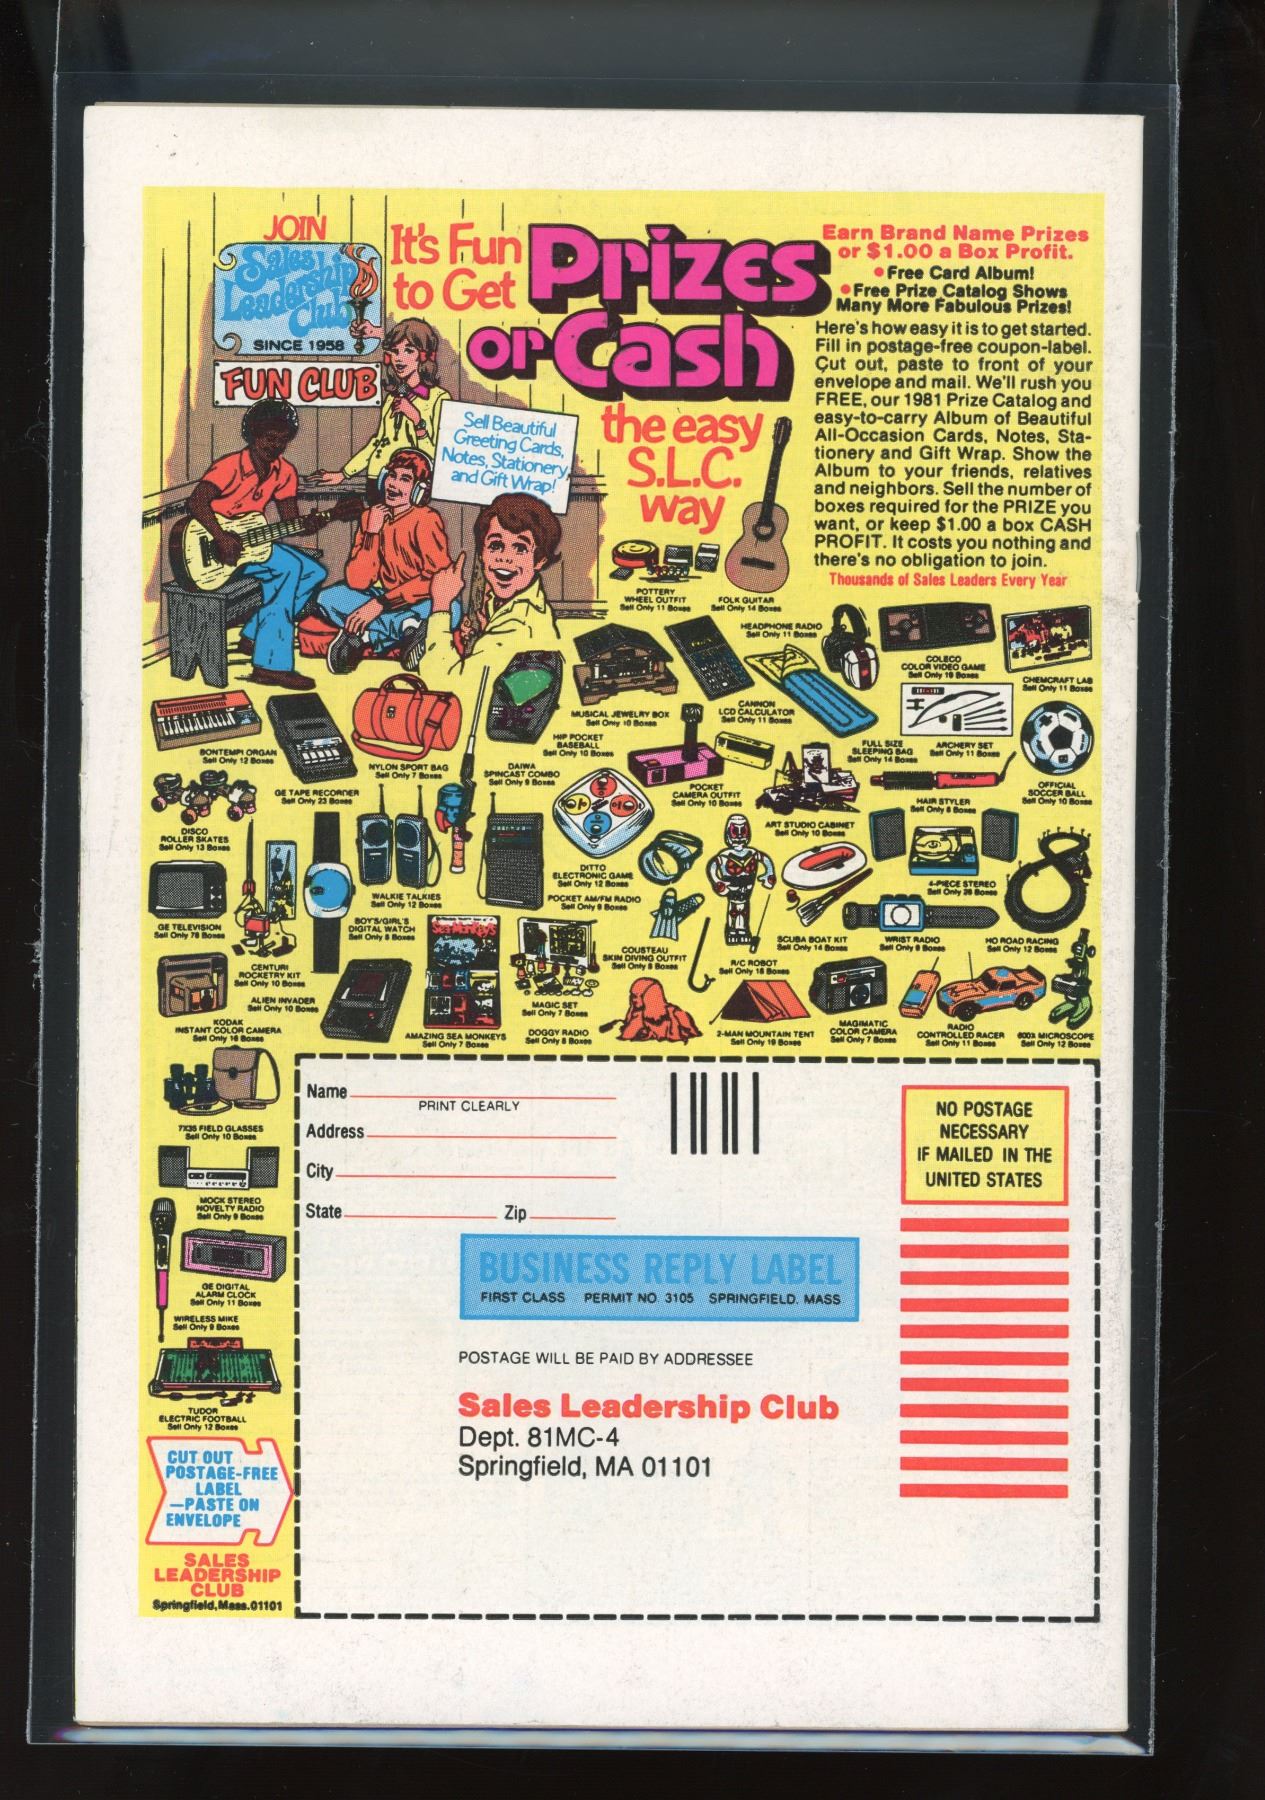 JOIN
Sales
Leadership
Club
SINCE 1958
FUN CLUB
It's Fun
to Get
Prizes
or Cash
the easy
S.L.C.
way
Sell Beautiful
Greeting Cards,
Notes, Stationery,
and Gift Wrap!
Earn Brand Name Prizes
or $1.00 a Box Profit.
• Free Card Album!
• Free Prize Catalog Shows
Many More Fabulous Prizes!
Here's how easy it is to get started.
Fill in postage-free coupon-label.
Cut out, paste to front of your
envelope and mail. We'll rush you
FREE, our 1981 Prize Catalog and
easy-to-carry Album of Beautiful
All-Occasion Cards, Notes, Sta-
tionery and Gift Wrap. Show the
Album to your friends, relatives
and neighbors. Sell the number of
boxes required for the PRIZE you
want, or keep $1.00 a box CASH
PROFIT. It costs you nothing and
there's no obligation to join.
Thousands of Sales Leaders Every Year
POTTERY
WHEEL OUTFIT
Sell Only 11 Boxes
FOLK GUITAR
Sell Only 14 Boxes
HEADPHONE RADIO
Sell Only 11 Boxes
COLECO
COLOR VIDEO GAME
Sell Only 19 Boxes
CHEMCRAFT LAB
Sell Only 11 Boxes
MUSICAL JEWELRY BOX
Sell Only 10 Boxes
CANNON
LCD CALCULATOR
Sell Only 11 Boxes
BONTEMPI ORGAN
Sell Only 12 Boxes
GE TAPE RECORDER
Sell Only 23 Boxes
NYLON SPORT BAG
Sell Only 7 Boxes
HIP POCKET
BASEBALL
Sell Only 10 Boxes
DAIWA
SPINCAST COMBO
Sell Only 9 Boxes
POCKET
CAMERA OUTFIT
Sell Only 10 Boxes
FULL SIZE
SLEEPING BAG
Sell Only 14 Boxes
ARCHERY SET
Sell Only 11 Boxes
OFFICIAL
SOCCER BALL
Sell Only 10 Boxes
HAIR STYLER
Sell Only 8 Boxes
ART STUDIO CABINET
Sell Only 10 Boxes
DISCO
ROLLER SKATES
Sell Only 13 Boxes
WALKIE TALKIES
Sell Only 12 Boxes
DITTO
ELECTRONIC GAME
Sell Only 12 Boxes
POCKET AM/FM RADIO
Sell Only 9 Boxes
4-PIECE STEREO
Sell Only 28 Boxes
GE TELEVISION
Sell Only 78 Boxes
BOY'S/GIRL'S
DIGITAL WATCH
Sell Only 8 Boxes
Sea-Monkeys
COUSTEAU
SKIN DIVING OUTFIT
Sell Only 8 Boxes
R/C ROBOT
Sell Only 18 Boxes
SCUBA BOAT KIT
Sell Only 14 Boxes
WRIST RADIO
Sell Only 9 Boxes
HO ROAD RACING
Sell Only 12 Boxes
CENTURI
ROCKETRY KIT
Sell Only 10 Boxes
ALIEN INVADER
Sell Only 10 Boxes
KODAK
INSTANT COLOR CAMERA
Sell Only 16 Boxes
AMAZING SEA MONKEYS
Sell Only 7 Boxes
MAGIC SET
Sell Only 7 Boxes
DOGGY RADIO
Sell Only 8 Boxes
2-MAN MOUNTAIN TENT
Sell Only 19 Boxes
MAGIMATIC
COLOR CAMERA
Sell Only 7 Boxes
RADIO
CONTROLLED RACER
Sell Only 11 Boxes
600X MICROSCOPE
Sell Only 12 Boxes
7X35 FIELD GLASSES
Sell Only 10 Boxes
MOCK STEREO
NOVELTY RADIO
Sell Only 9 Boxes
GE DIGITAL
ALARM CLOCK
Sell Only 11 Boxes
WIRELESS MIKE
Sell Only 9 Boxes
TUDOR
ELECTRIC FOOTBALL
Sell Only 12 Boxes
CUT OUT
POSTAGE-FREE
LABEL
—PASTE ON
ENVELOPE
SALES
LEADERSHIP
CLUB
Springfield, Mass. 01101
Name
PRINT CLEARLY
Address
City
State Zip
NO POSTAGE
NECESSARY
IF MAILED IN THE
UNITED STATES
BUSINESS REPLY LABEL
FIRST CLASS PERMIT NO. 3105 SPRINGFIELD, MASS
POSTAGE WILL BE PAID BY ADDRESSEE
Sales Leadership Club
Dept. 81MC-4
Springfield, MA 01101